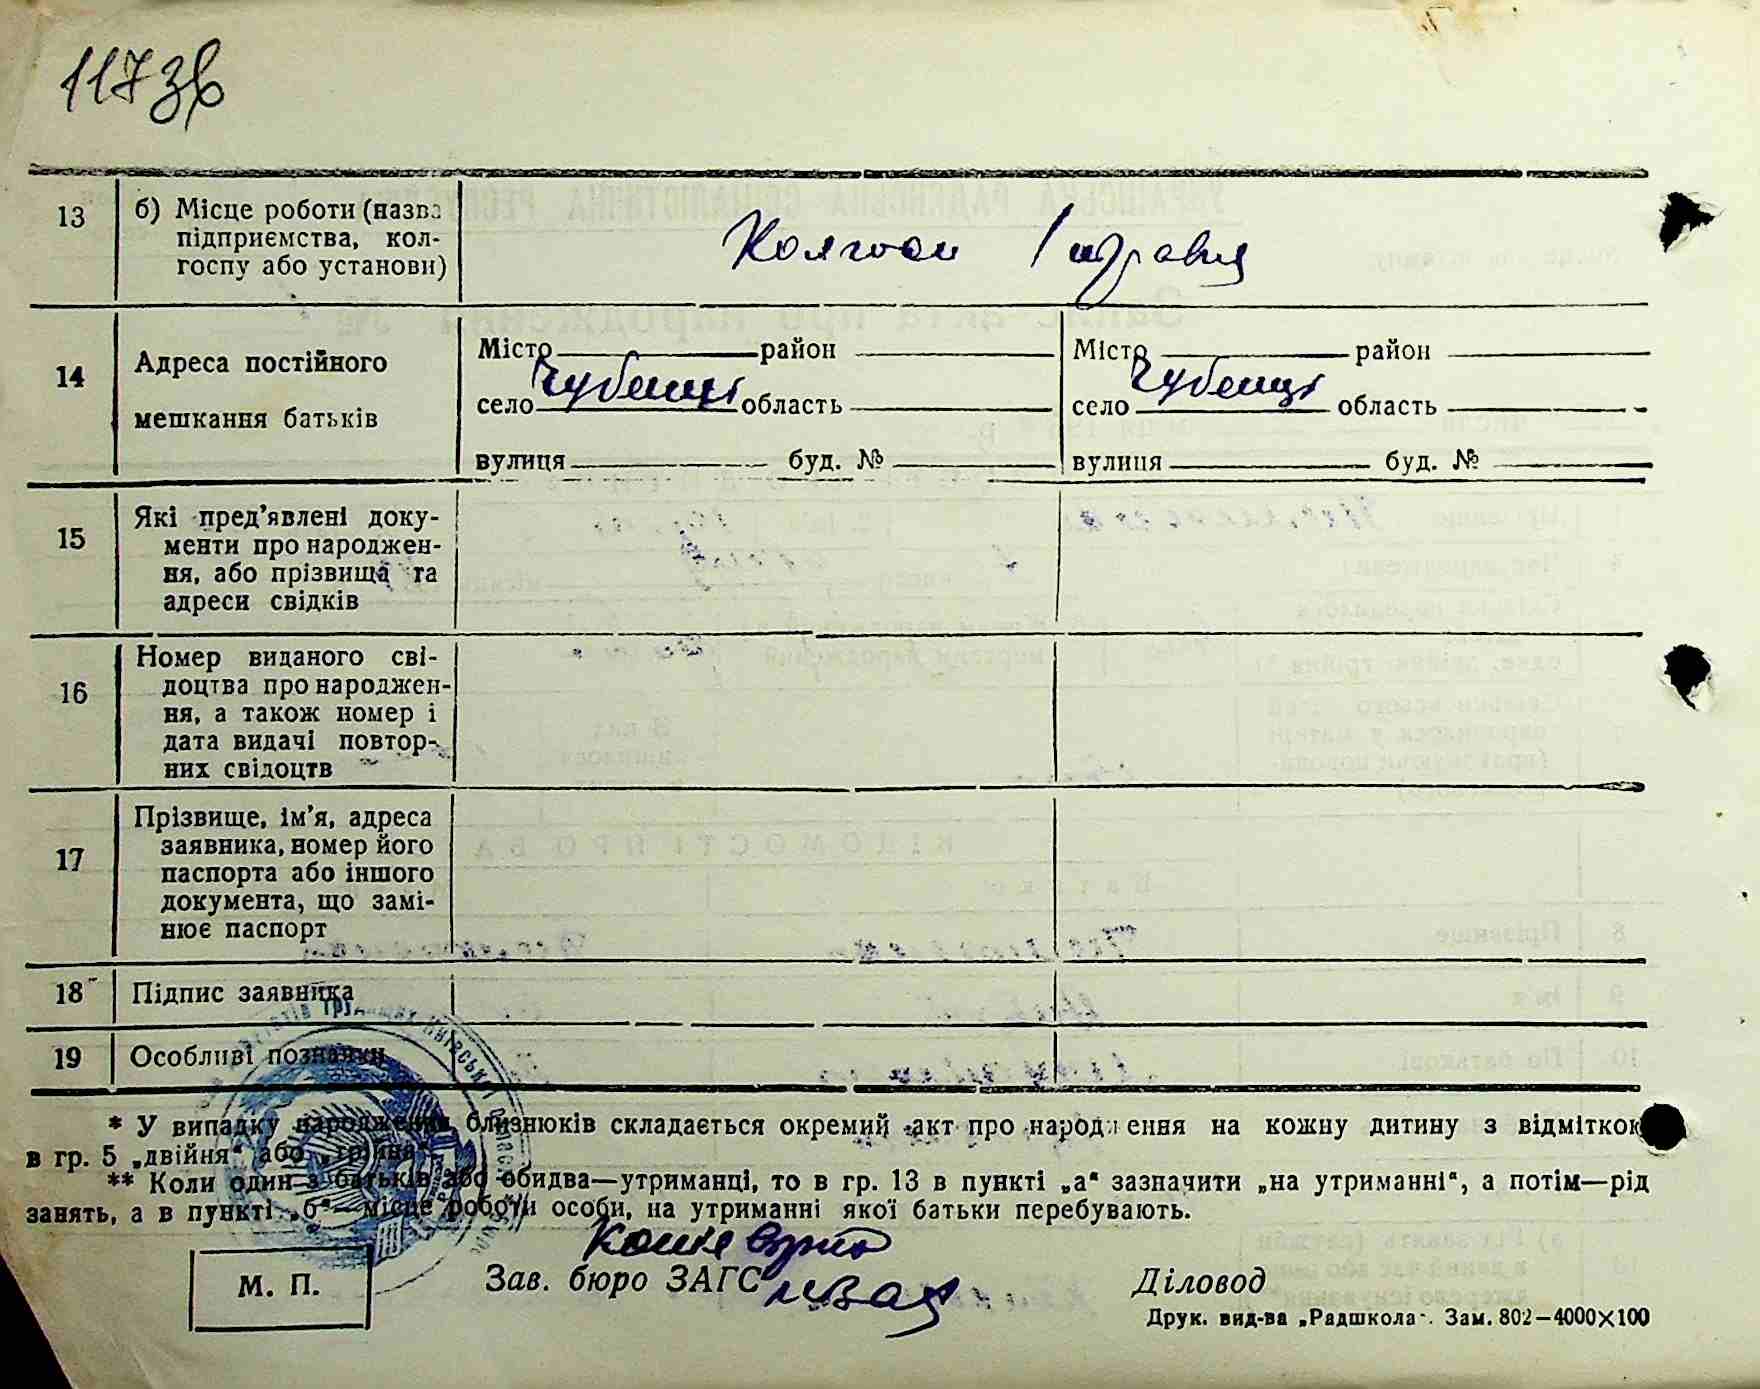 117зв
13
б) Місце роботи (назва
підприємства, кол-
госпу або установи)
14
Адреса постійного
мешкання батьків
Місто район
село Чубенці область
вулиця буд. №
Місто район
село Чубенці область
вулиця буд. №
15
Які пред’явлені доку-
менти про народжен-
ня, або прізвища та
адреси свідків
16
Номер виданого сві-
доцтва про народжен-
ня, а також номер і
дата видачі повтор-
них свідоцтв
17
Прізвище, ім’я, адреса
заявника, номер його
паспорта або іншого
документа, що замі-
нює паспорт
18
Підпис заявника
19
Особливі познайки
* У випадку народження близнюків складається окремий акт про народження на кожну дитину з відміткою
в гр. 5 „двійня“ або „трійня“.
** Коли один з батьків або обидва—утриманці, то в гр. 13 в пункті „а“ зазначити „на утриманні“, а потім—рід
занять, а в пункті „б“—місце роботи особи, на утриманні якої батьки перебувають.
М. П.
Зав. бюро ЗАГС
Діловод
Друк. вид-ва „Радшкола“. Зам. 802—4000×100